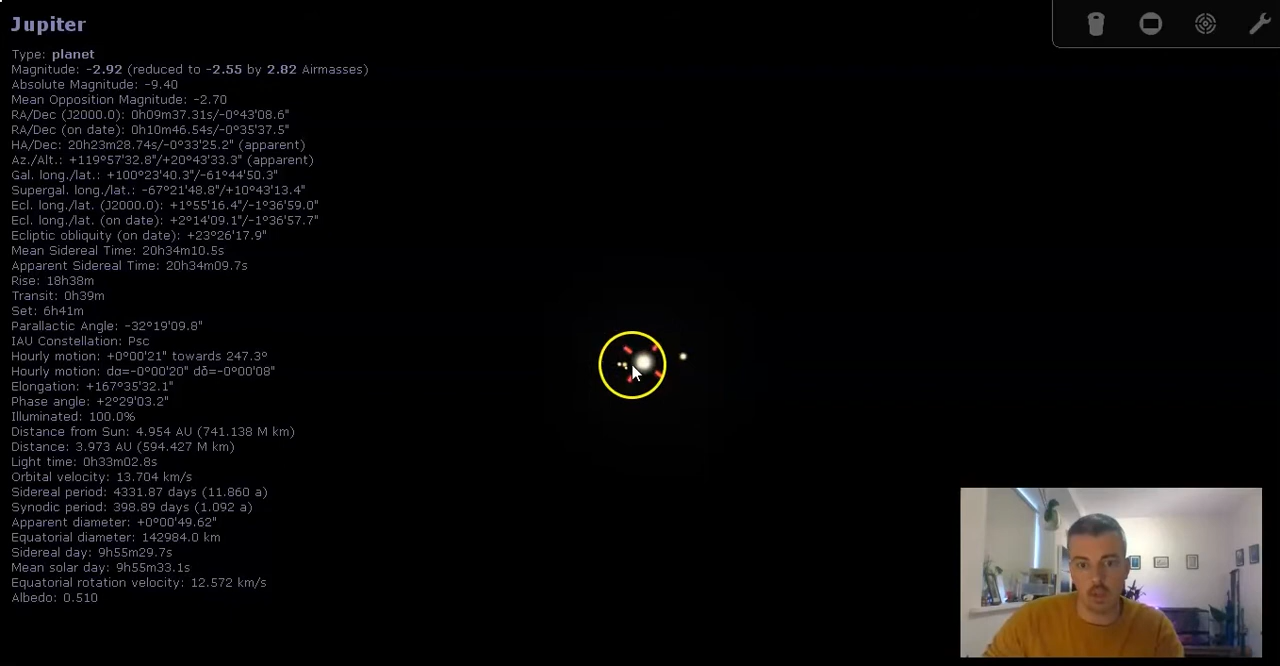 Jupiter
Type: planet
Magnitude: -2.92 (reduced to -2.55 by 2.82 Airmasses)
Absolute Magnitude: -9.40
Mean Opposition Magnitude: -2.70
RA/Dec (J2000.0): 0h09m37.31s/-0°43'08.6"
RA/Dec (on date): 0h10m46.54s/-0°35'37.5"
HA/Dec: 20h23m28.74s/-0°33'25.2" (apparent)
Az./Alt.: +119°57'32.8"/+20°43'33.3" (apparent)
Gal. long./lat.: +100°23'40.3"/-61°44'50.3"
Supergal. long./lat.: -67°21'48.8"/+10°43'13.4"
Ecl. long./lat. (J2000.0): +1°55'16.4"/-1°36'59.0"
Ecl. long./lat. (on date): +2°14'09.1"/-1°36'57.7"
Ecliptic obliquity (on date): +23°26'17.9"
Mean Sidereal Time: 20h34m10.5s
Apparent Sidereal Time: 20h34m09.7s
Rise: 18h38m
Transit: 0h39m
Set: 6h41m
Parallactic Angle: -32°19'09.8"
IAU Constellation: Psc
Hourly motion: +0°00'21" towards 247.3°
Hourly motion: dα=-0°00'20" dδ=-0°00'08"
Elongation: +167°35'32.1"
Phase angle: +2°29'03.2"
Illuminated: 100.0%
Distance from Sun: 4.954 AU (741.138 M km)
Distance: 3.973 AU (594.427 M km)
Light time: 0h33m02.8s
Orbital velocity: 13.704 km/s
Sidereal period: 4331.87 days (11.860 a)
Synodic period: 398.89 days (1.092 a)
Apparent diameter: +0°00'49.62"
Equatorial diameter: 142984.0 km
Sidereal day: 9h55m29.7s
Mean solar day: 9h55m33.1s
Equatorial rotation velocity: 12.572 km/s
Albedo: 0.510